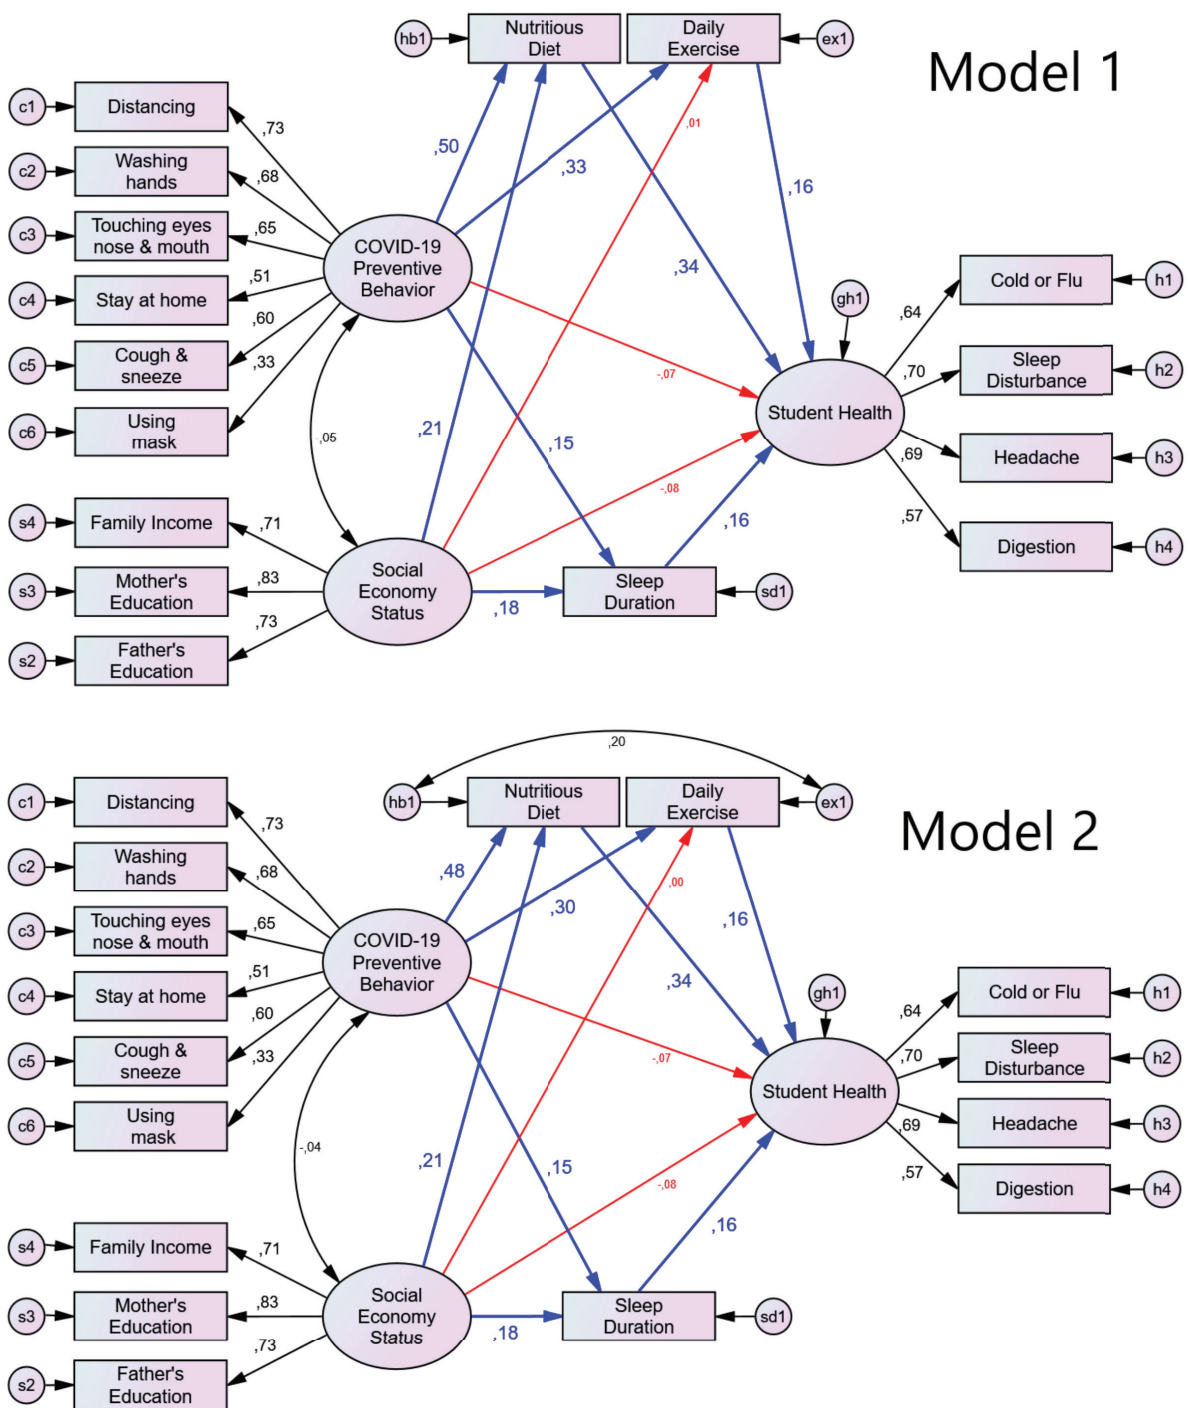 Model 1
hb1
Nutritious
Diet
Daily
Exercise
ex1
c1
Distancing
,73
c2
Washing
hands
,68
c3
Touching eyes
nose & mouth
,65
c4
Stay at home
,51
c5
Cough &
sneeze
,60
c6
Using
mask
,33
COVID-19
Preventive
Behavior
,50
,33
,01
,16
,34
-,07
,21
,15
-,05
-,08
,16
,18
s4
Family Income
,71
s3
Mother's
Education
,83
s2
Father's
Education
,73
Social
Economy
Status
Sleep
Duration
sd1
gh1
Student Health
,64
Cold or Flu
h1
,70
Sleep
Disturbance
h2
,69
Headache
h3
,57
Digestion
h4
Model 2
,20
hb1
Nutritious
Diet
Daily
Exercise
ex1
c1
Distancing
,73
c2
Washing
hands
,68
c3
Touching eyes
nose & mouth
,65
c4
Stay at home
,51
c5
Cough &
sneeze
,60
c6
Using
mask
,33
COVID-19
Preventive
Behavior
,48
,30
,00
,16
,34
-,07
,21
,15
-,04
-,08
,16
,18
s4
Family Income
,71
s3
Mother's
Education
,83
s2
Father's
Education
,73
Social
Economy
Status
Sleep
Duration
sd1
gh1
Student Health
,64
Cold or Flu
h1
,70
Sleep
Disturbance
h2
,69
Headache
h3
,57
Digestion
h4